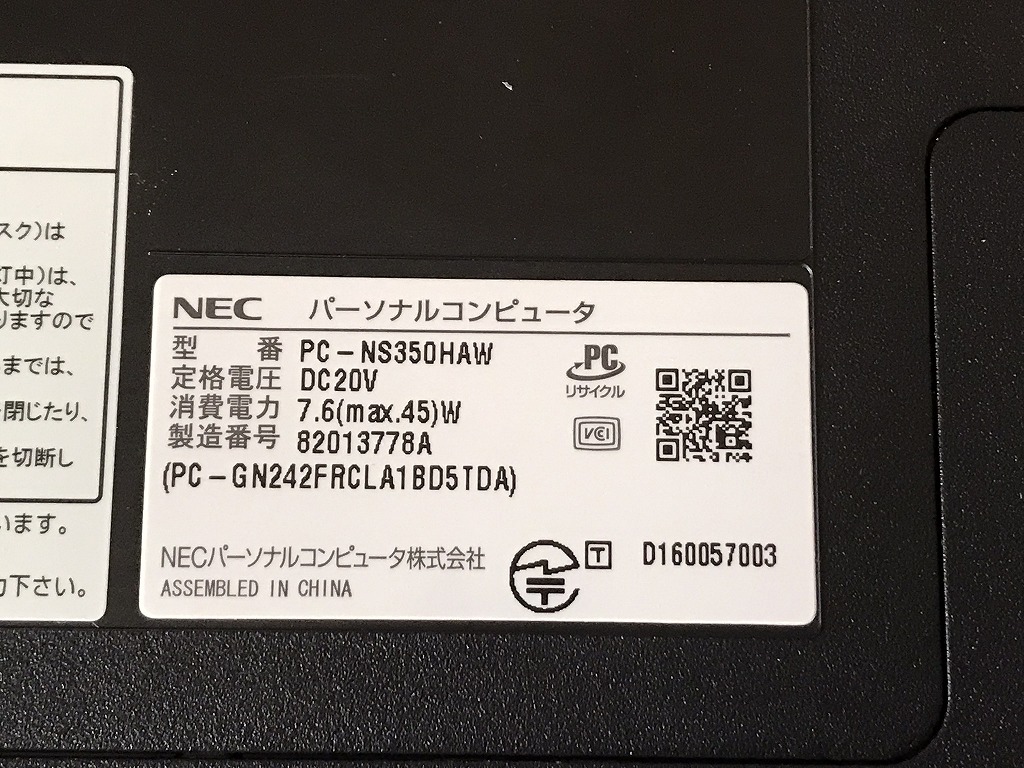 スク)は
灯中)は、
大切な
りますので
までは、
閉じたり、
を切断し
います。
下さい。
NEC パーソナルコンピュータ
型 番 PC-NS350HAW
定格電圧 DC20V
消費電力 7.6(max.45)W
製造番号 82013778A
(PC-GN242FRCLA1BD5TDA)
PC
リサイクル
VCI
NECパーソナルコンピュータ株式会社
ASSEMBLED IN CHINA
T D160057003